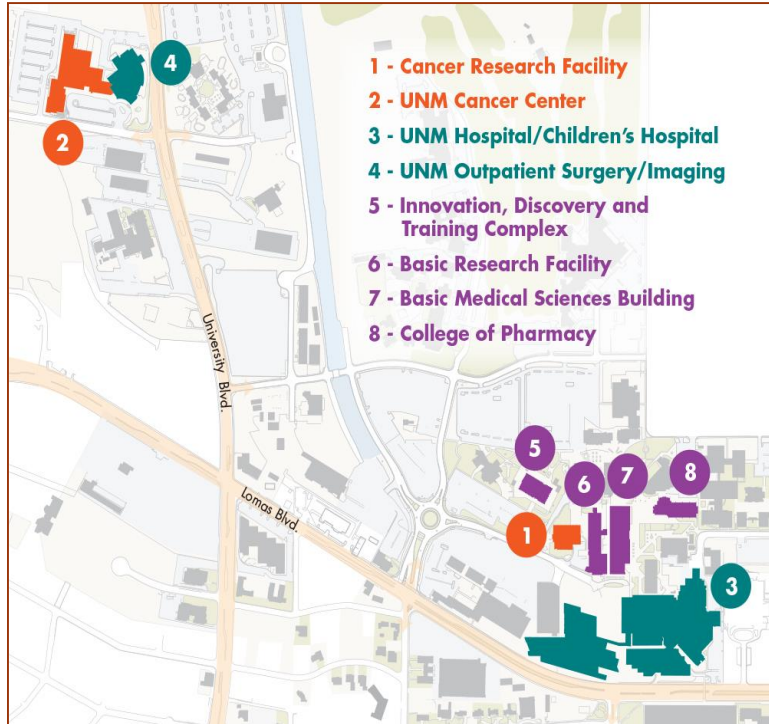 1 - Cancer Research Facility
2 - UNM Cancer Center
3 - UNM Hospital/Children's Hospital
4 - UNM Outpatient Surgery/Imaging
5 - Innovation, Discovery and
Training Complex
6 - Basic Research Facility
7 - Basic Medical Sciences Building
8 - College of Pharmacy
4
2
University Blvd.
Lomas Blvd.
5
6
7
8
1
3